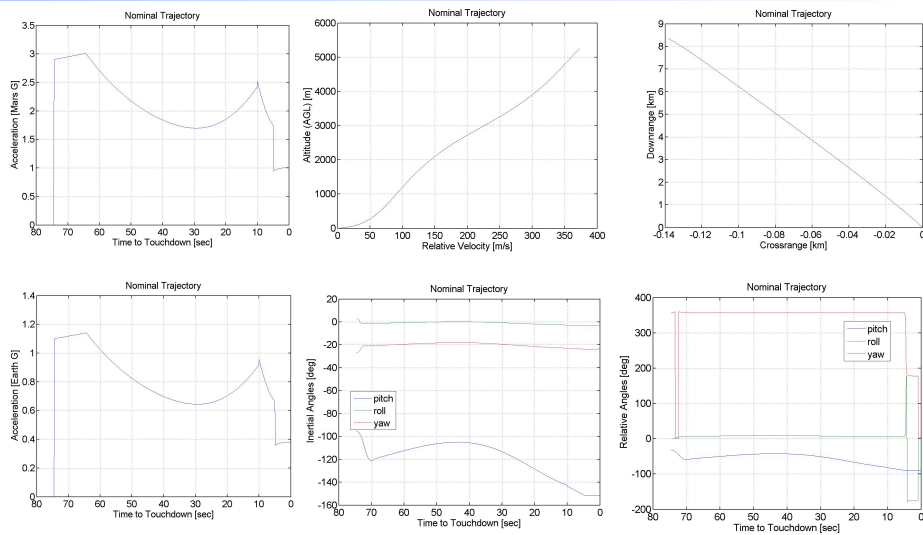 Nominal Trajectory
3.5
3
2.5
2
1.5
1
0.5
0
Acceleration [Mars G]
80 70 60 50 40 30 20 10 0
Time to Touchdown [sec]
Nominal Trajectory
6000
5000
4000
3000
2000
1000
0
Altitude (AGL) [m]
0 50 100 150 200 250 300 350 400
Relative Velocity [m/s]
Nominal Trajectory
9
8
7
6
5
4
3
2
1
0
Downrange [km]
-0.14 -0.12 -0.1 -0.08 -0.06 -0.04 -0.02 0
Crossrange [km]
Nominal Trajectory
1.4
1.2
1
0.8
0.6
0.4
0.2
0
Acceleration [Earth G]
80 70 60 50 40 30 20 10 0
Time to Touchdown [sec]
Nominal Trajectory
20
0
-20
-40
-60
-80
-100
-120
-140
-160
Inertial Angles [deg]
pitch
roll
yaw
80 70 60 50 40 30 20 10 0
Time to Touchdown [sec]
Nominal Trajectory
400
300
200
100
0
-100
-200
Relative Angles [deg]
pitch
roll
yaw
80 70 60 50 40 30 20 10 0
Time to Touchdown [sec]